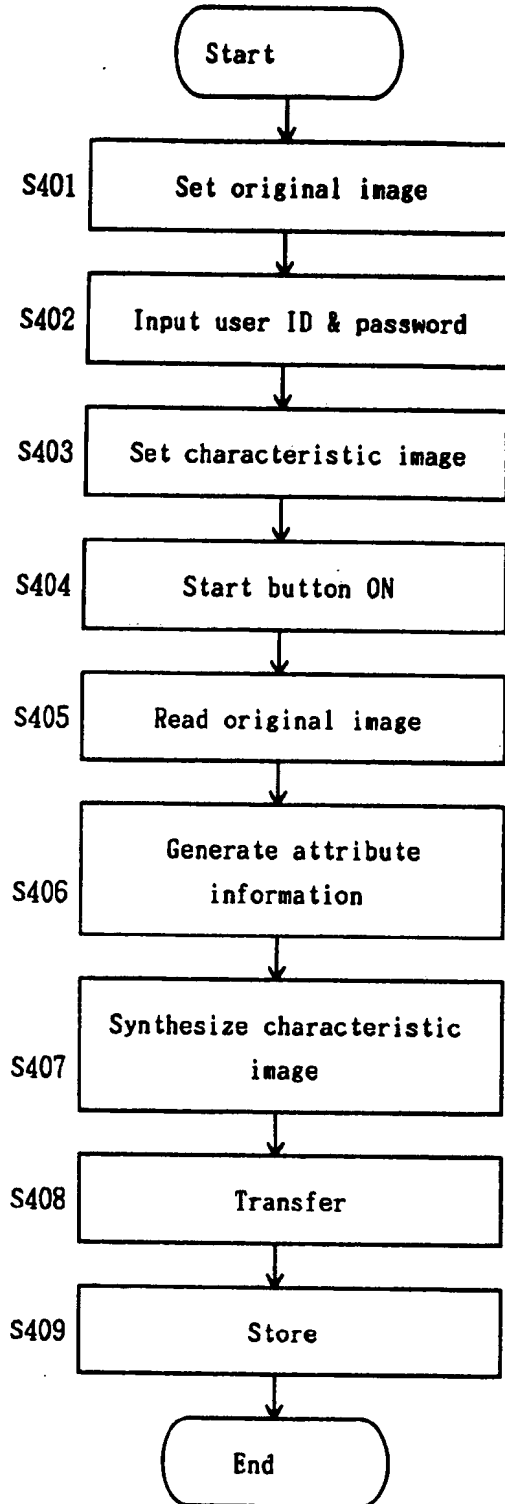 Start
S401 Set original image
S402 Input user ID & password
S403 Set characteristic image
S404 Start button ON
S405 Read original image
Generate attribute
S406 information
Synthesize characteristic
S407 image
S408 Transfer
S409 Store
End